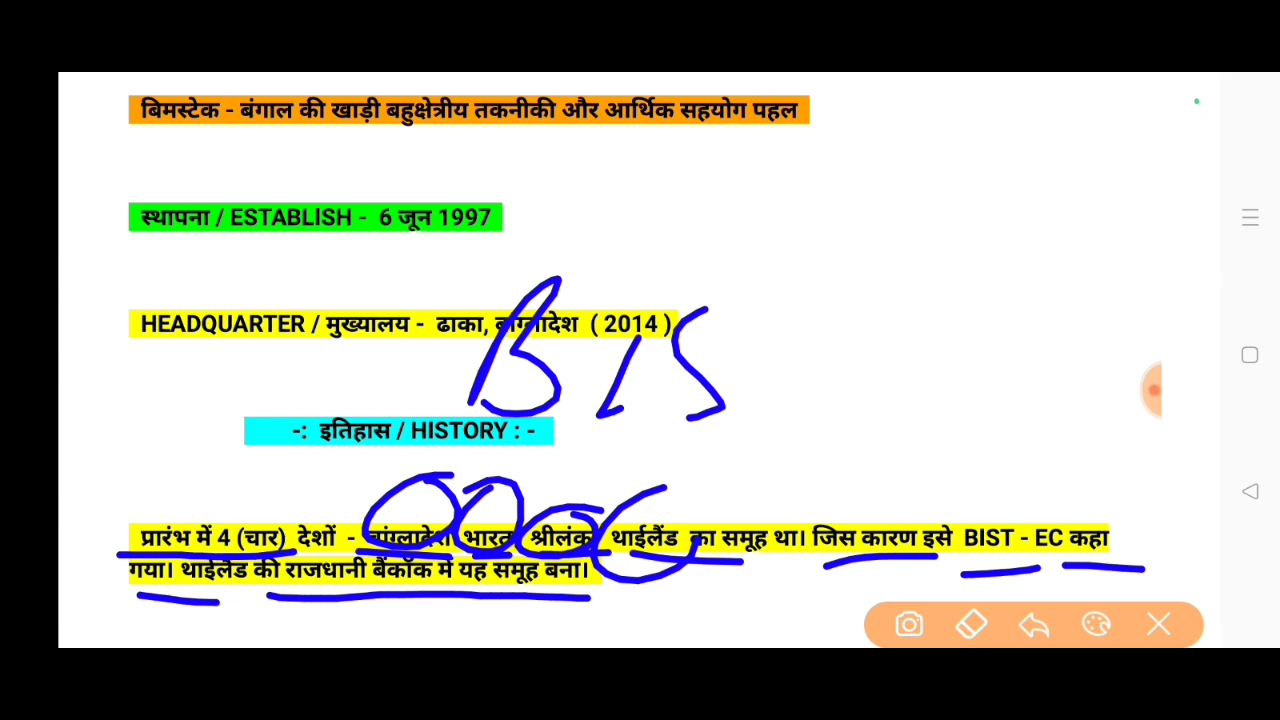 बिमस्टेक - बंगाल की खाड़ी बहुक्षेत्रीय तकनीकी और आर्थिक सहयोग पहल
स्थापना / ESTABLISH - 6 जून 1997
HEADQUARTER / मुख्यालय - ढाका, बांग्लादेश ( 2014 )
BIS
-: इतिहास / HISTORY : -
प्रारंभ में 4 (चार) देशों - बांग्लादेश भारत श्रीलंका थाईलैंड का समूह था। जिस कारण इसे BIST - EC कहा
गया। थाईलैंड की राजधानी बैंकॉक में यह समूह बना।